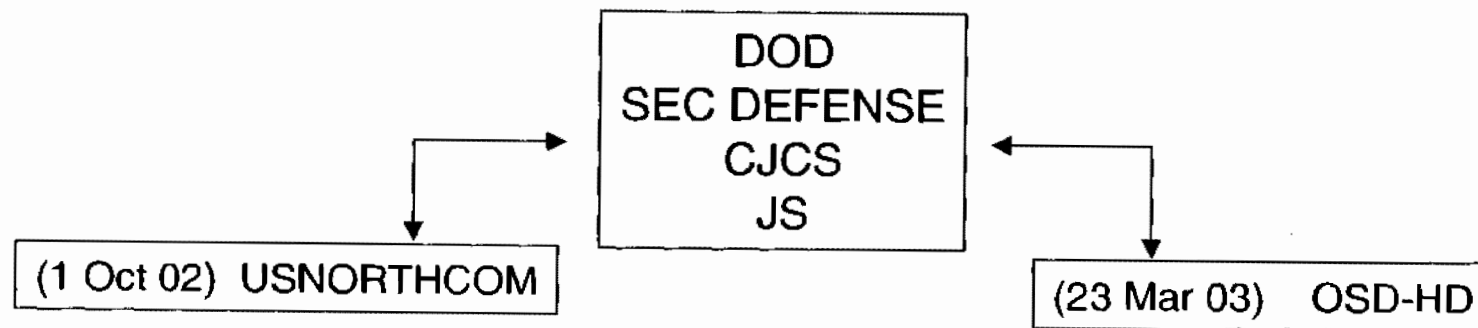 DOD
SEC DEFENSE
CJCS
JS
(1 Oct 02) USNORTHCOM
(23 Mar 03) OSD-HD